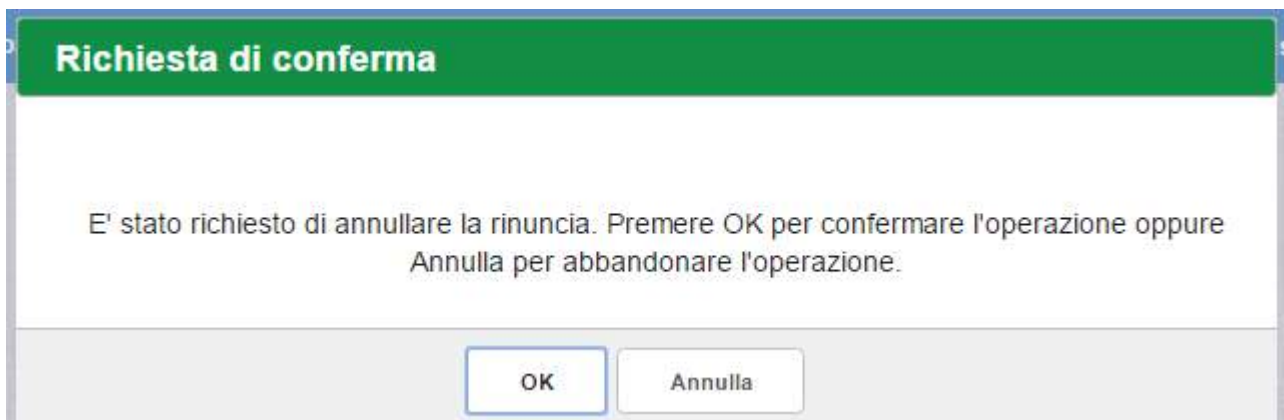 Richiesta di conferma
E' stato richiesto di annullare la rinuncia. Premere OK per confermare l'operazione oppure
Annulla per abbandonare l'operazione.
OK Annulla